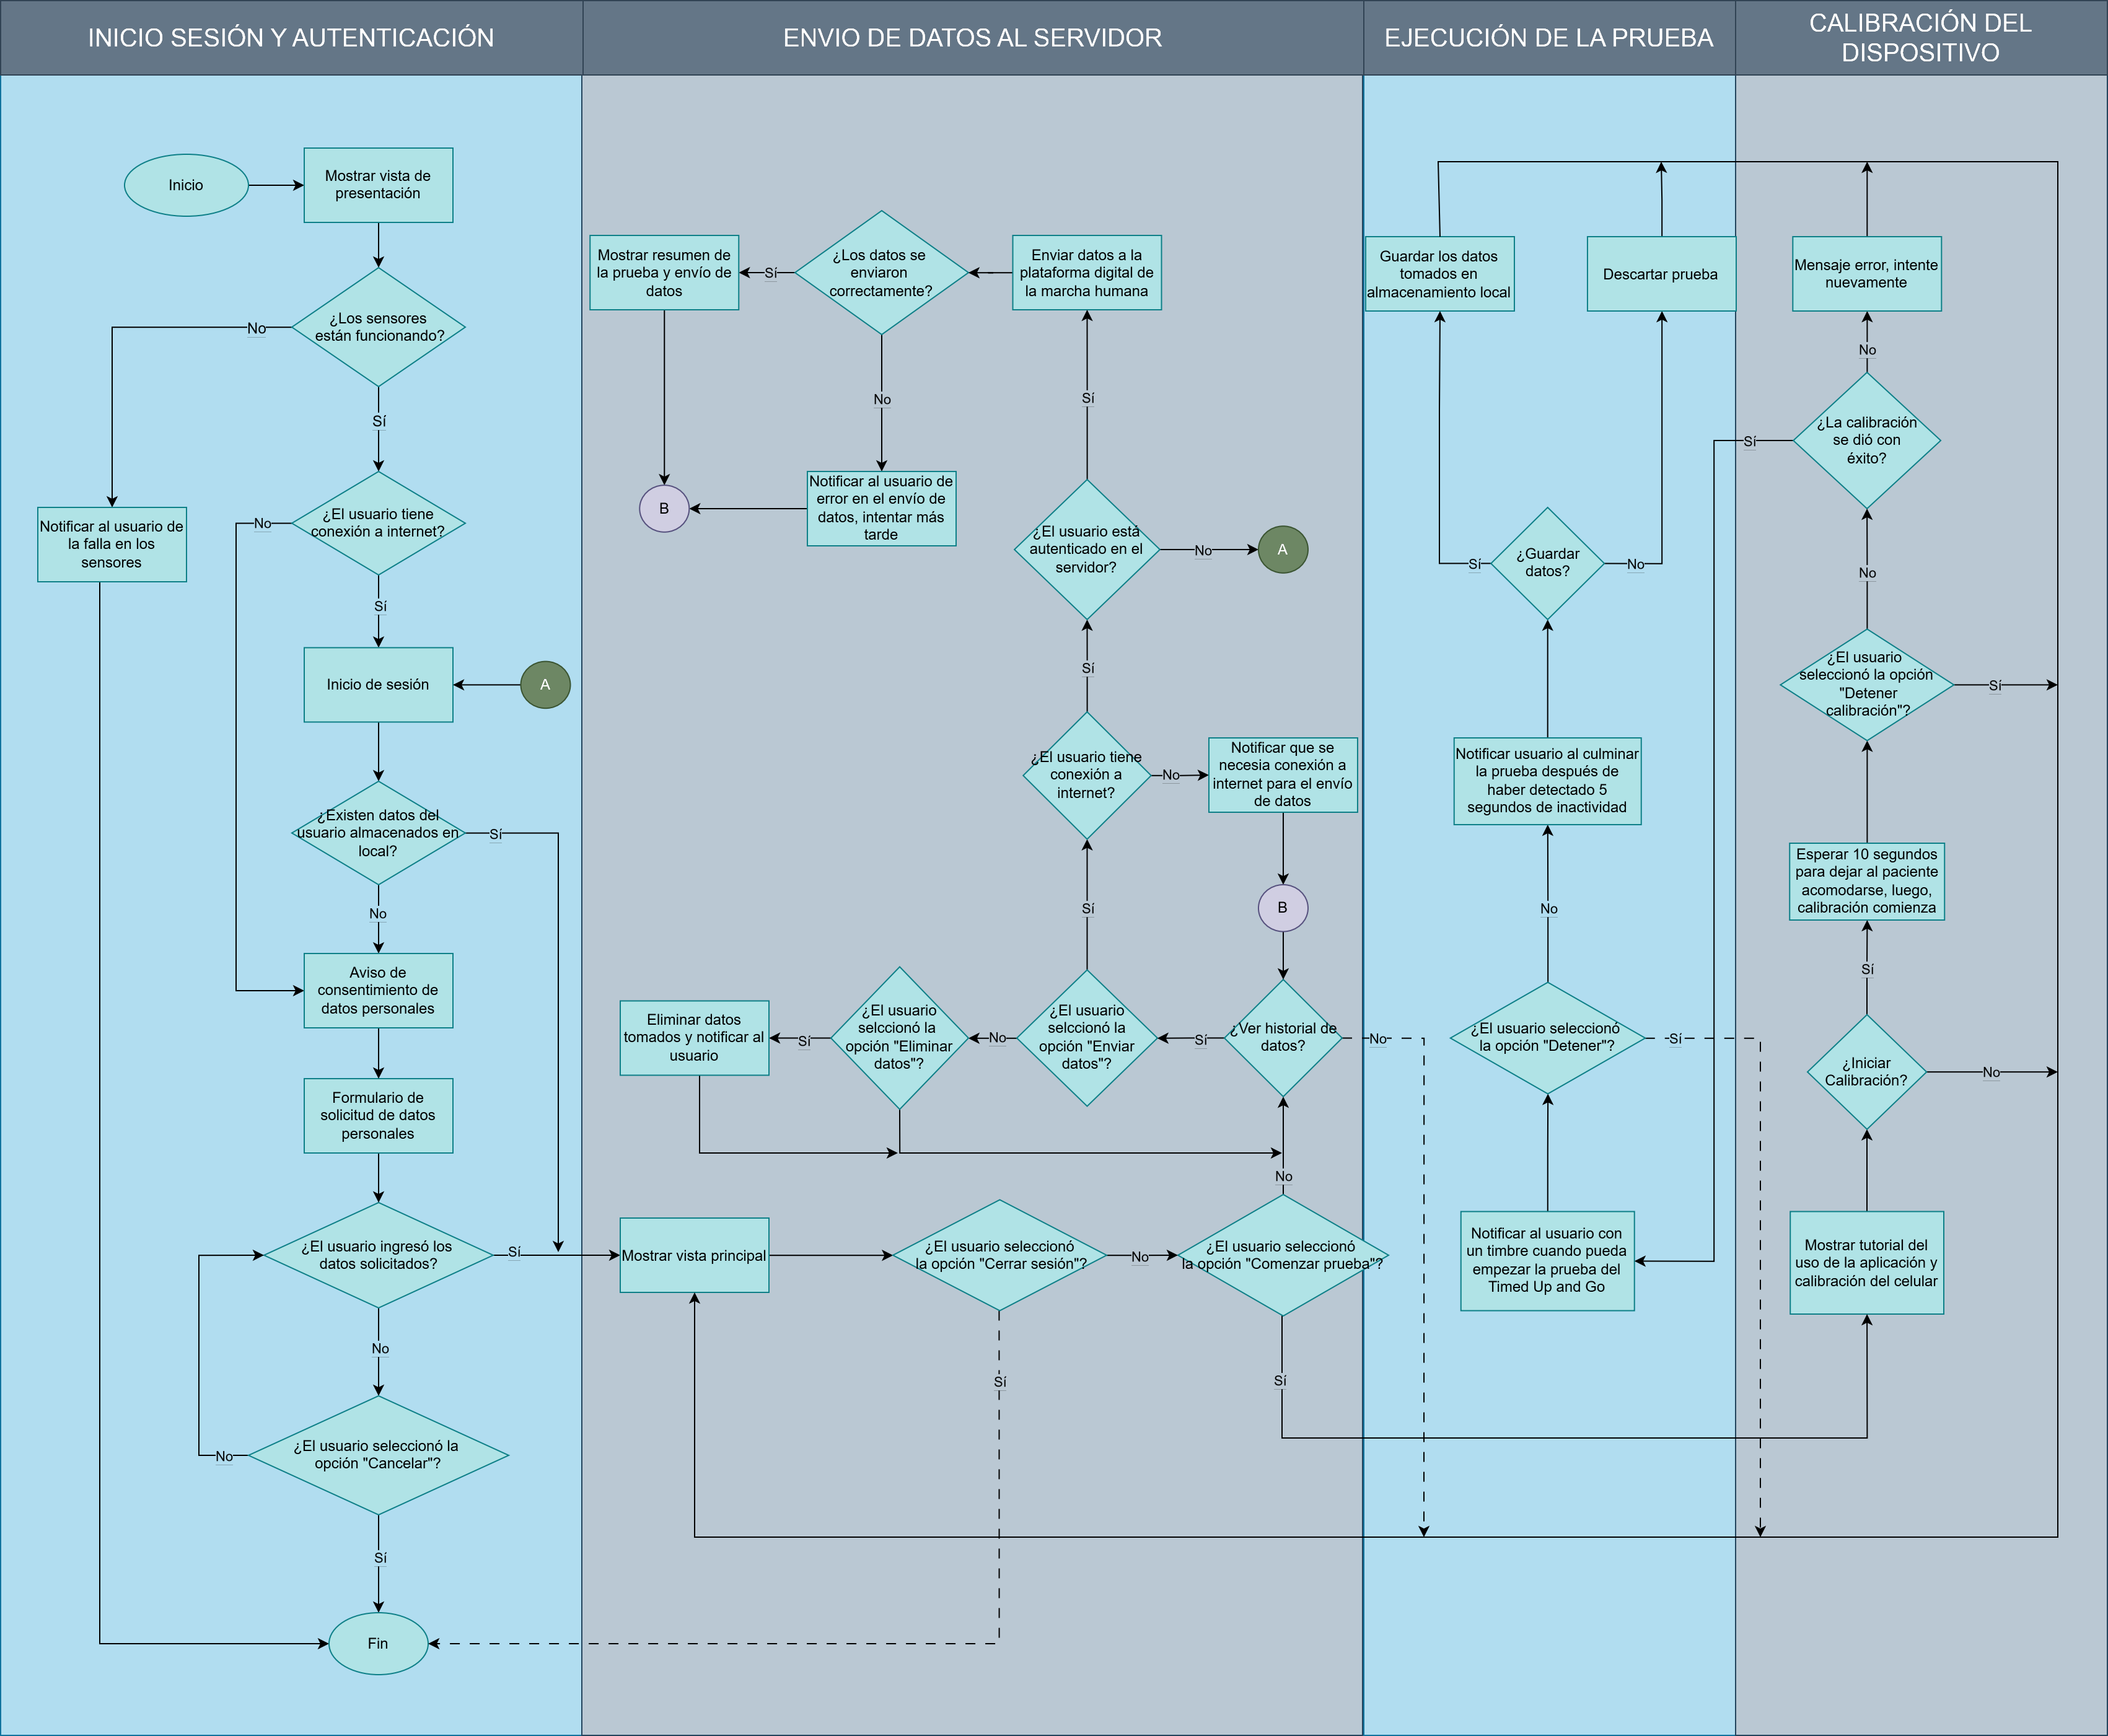 INICIO SESIÓN Y AUTENTICACIÓN
ENVIO DE DATOS AL SERVIDOR
EJECUCIÓN DE LA PRUEBA
CALIBRACIÓN DEL
DISPOSITIVO
Inicio
Mostrar vista de
presentación
¿Los sensores
están funcionando?
No
Sí
¿El usuario tiene
conexión a internet?
No
Notificar al usuario de
la falla en los
sensores
Sí
Inicio de sesión
A
¿Existen datos del
usuario almacenados en
local?
Sí
No
Aviso de
consentimiento de
datos personales
Formulario de
solicitud de datos
personales
¿El usuario ingresó los
datos solicitados?
Sí
No
¿El usuario seleccionó la
opción "Cancelar"?
No
Sí
Fin
Mostrar resumen de
la prueba y envío de
datos
Sí
¿Los datos se
enviaron
correctamente?
Enviar datos a la
plataforma digital de
la marcha humana
No
Sí
B
Notificar al usuario de
error en el envío de
datos, intentar más
tarde
¿El usuario está
autenticado en el
servidor?
No
A
Sí
¿El usuario tiene
conexión a
internet?
No
Notificar que se
necesia conexión a
internet para el envío
de datos
Sí
B
Eliminar datos
tomados y notificar al
usuario
Sí
¿El usuario
selccionó la
opción "Eliminar
datos"?
No
¿El usuario
selccionó la
opción "Enviar
datos"?
Sí
¿Ver historial de
datos?
No
No
Mostrar vista principal
¿El usuario seleccionó
la opción "Cerrar sesión"?
No
¿El usuario seleccionó
la opción "Comenzar prueba"?
Sí
Sí
Guardar los datos
tomados en
almacenamiento local
Descartar prueba
Sí
¿Guardar
datos?
No
Notificar usuario al culminar
la prueba después de
haber detectado 5
segundos de inactividad
No
¿El usuario seleccionó
la opción "Detener"?
Sí
Notificar al usuario con
un timbre cuando pueda
empezar la prueba del
Timed Up and Go
Mensaje error, intente
nuevamente
No
¿La calibración
se dió con
éxito?
Sí
No
¿El usuario
seleccionó la opción
"Detener
calibración"?
Sí
Esperar 10 segundos
para dejar al paciente
acomodarse, luego,
calibración comienza
Sí
¿Iniciar
Calibración?
No
Mostrar tutorial del
uso de la aplicación y
calibración del celular